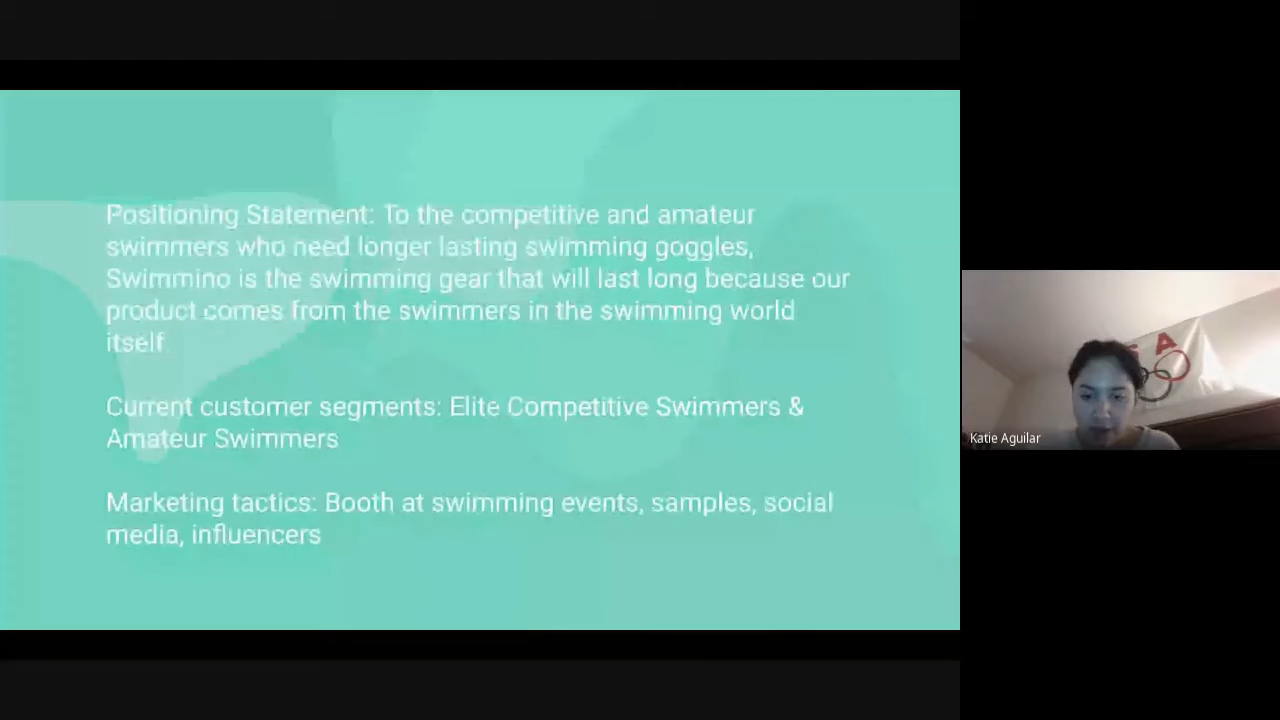 Positioning Statement: To the competitive and amateur
swimmers who need longer lasting swimming goggles,
Swimmino is the swimming gear that will last long because our
product comes from the swimmers in the swimming world
itself.
Current customer segments: Elite Competitive Swimmers &
Amateur Swimmers
Marketing tactics: Booth at swimming events, samples, social
media, influencers
SA
Katie Aguilar